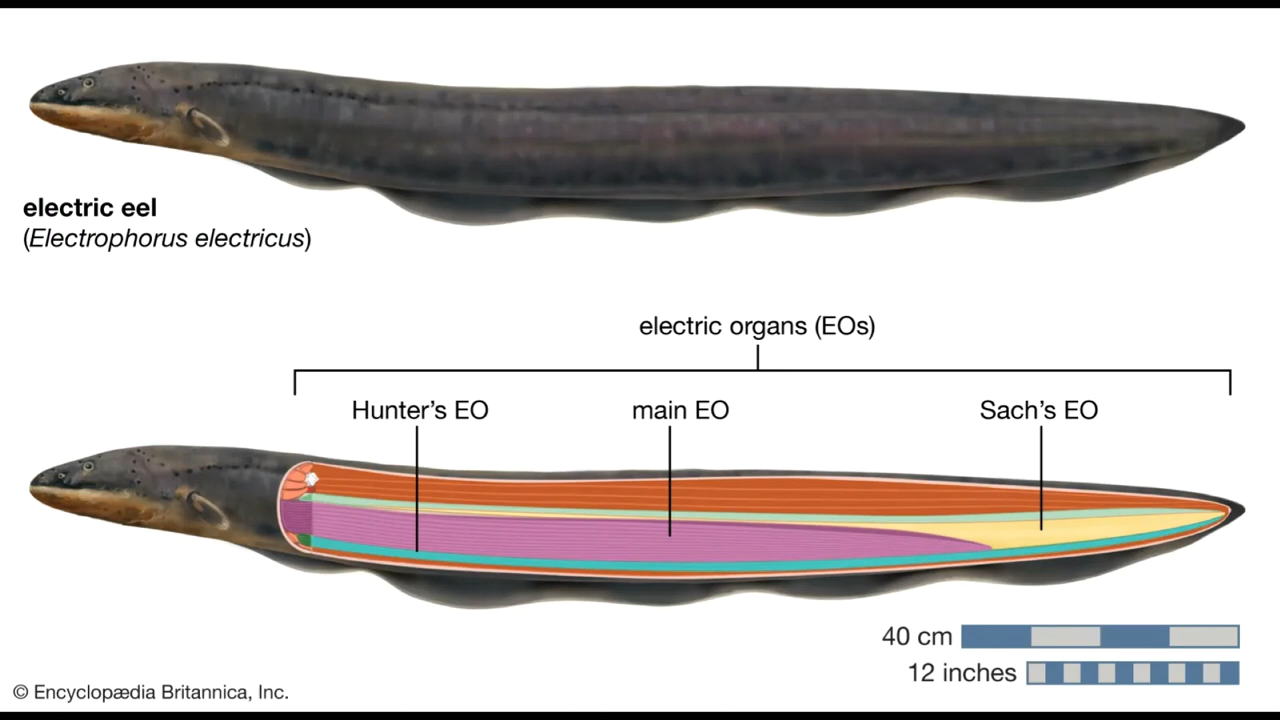 electric eel
(Electrophorus electricus)
electric organs (EOs)
Hunter’s EO
main EO
Sach’s EO
40 cm
12 inches
© Encyclopædia Britannica, Inc.